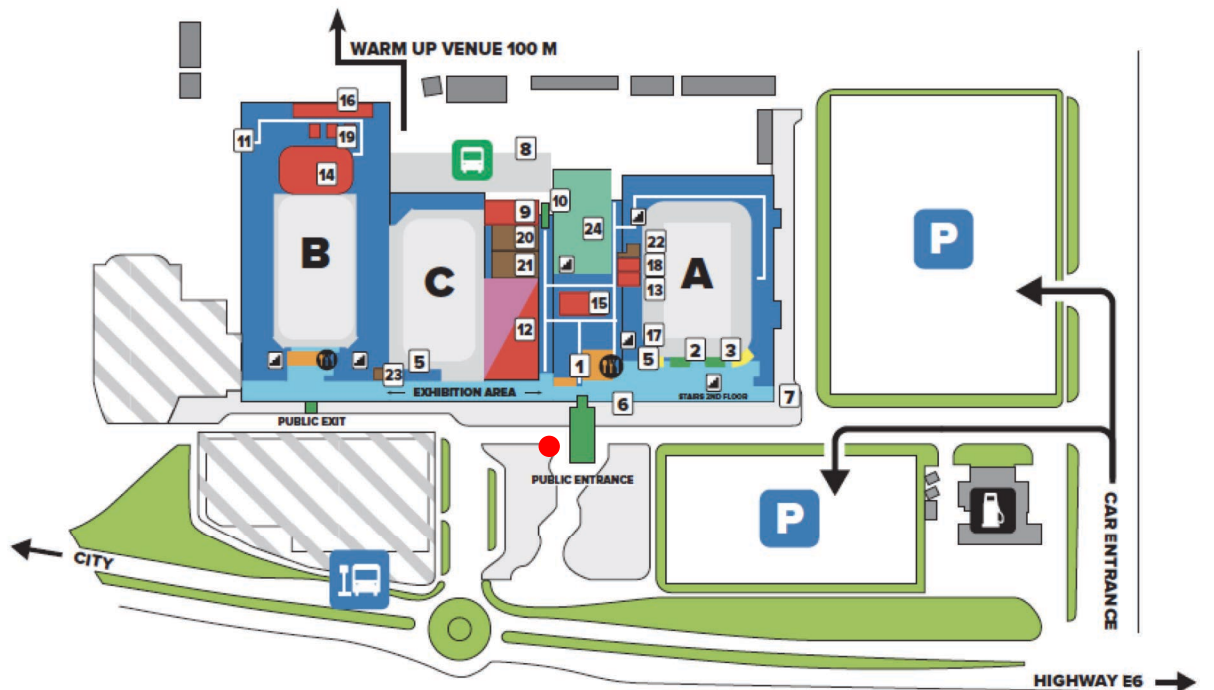 WARM UP VENUE 100 M
16
11
19
8
14
10
9
24
20
22
B
21
18
A
P
C
13
15
12
17
1
5
5
2
3
23
EXHIBITION AREA
STAIRS 2ND FLOOR
7
6
PUBLIC EXIT
PUBLIC ENTRANCE
P
CAR ENTRANCE
CITY
HIGHWAY E6